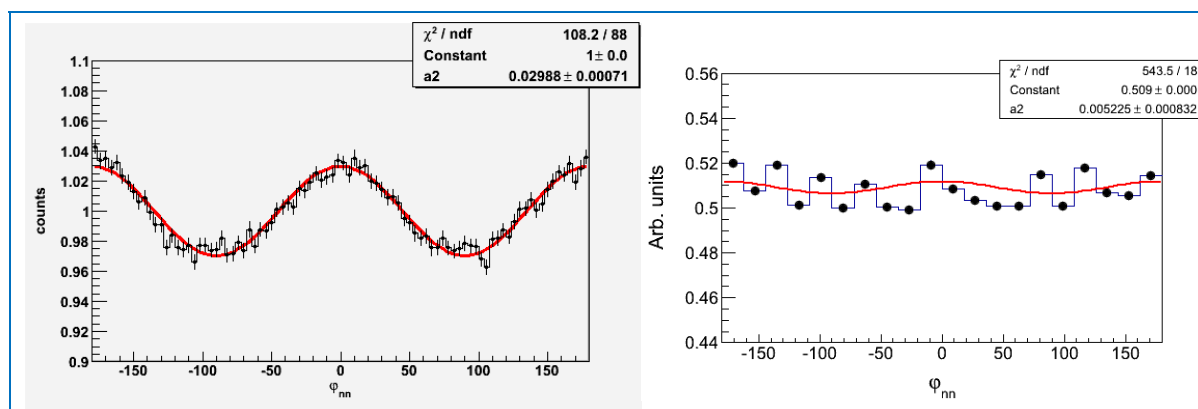 χ² / ndf 108.2 / 88
Constant 1± 0.0
a2 0.02988 ± 0.00071
1.1
1.08
1.06
1.04
1.02
1
0.98
0.96
0.94
0.92
0.9
counts
-150 -100 -50 0 50 100 150
φnn
χ² / ndf 543.5 / 18
Constant 0.509 ± 0.000
a2 0.005225 ± 0.000832
0.56
0.54
0.52
0.5
0.48
0.46
0.44
Arb. units
-150 -100 -50 0 50 100 150
φnn